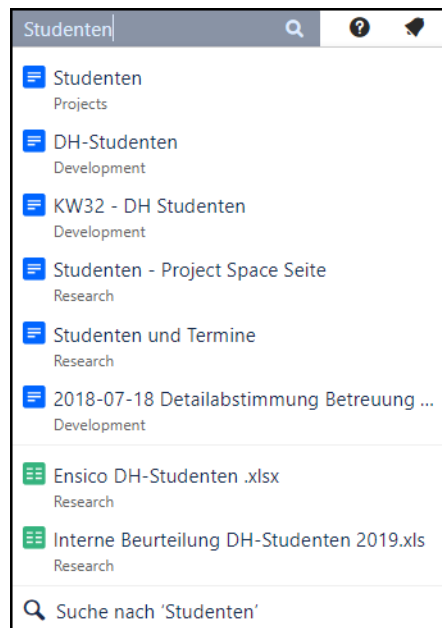 Studenten
Studenten
Projects
DH-Studenten
Development
KW32 - DH Studenten
Development
Studenten - Project Space Seite
Research
Studenten und Termine
Research
2018-07-18 Detailabstimmung Betreuung ...
Development
Ensico DH-Studenten .xlsx
Research
Interne Beurteilung DH-Studenten 2019.xls
Research
Suche nach ‘Studenten’